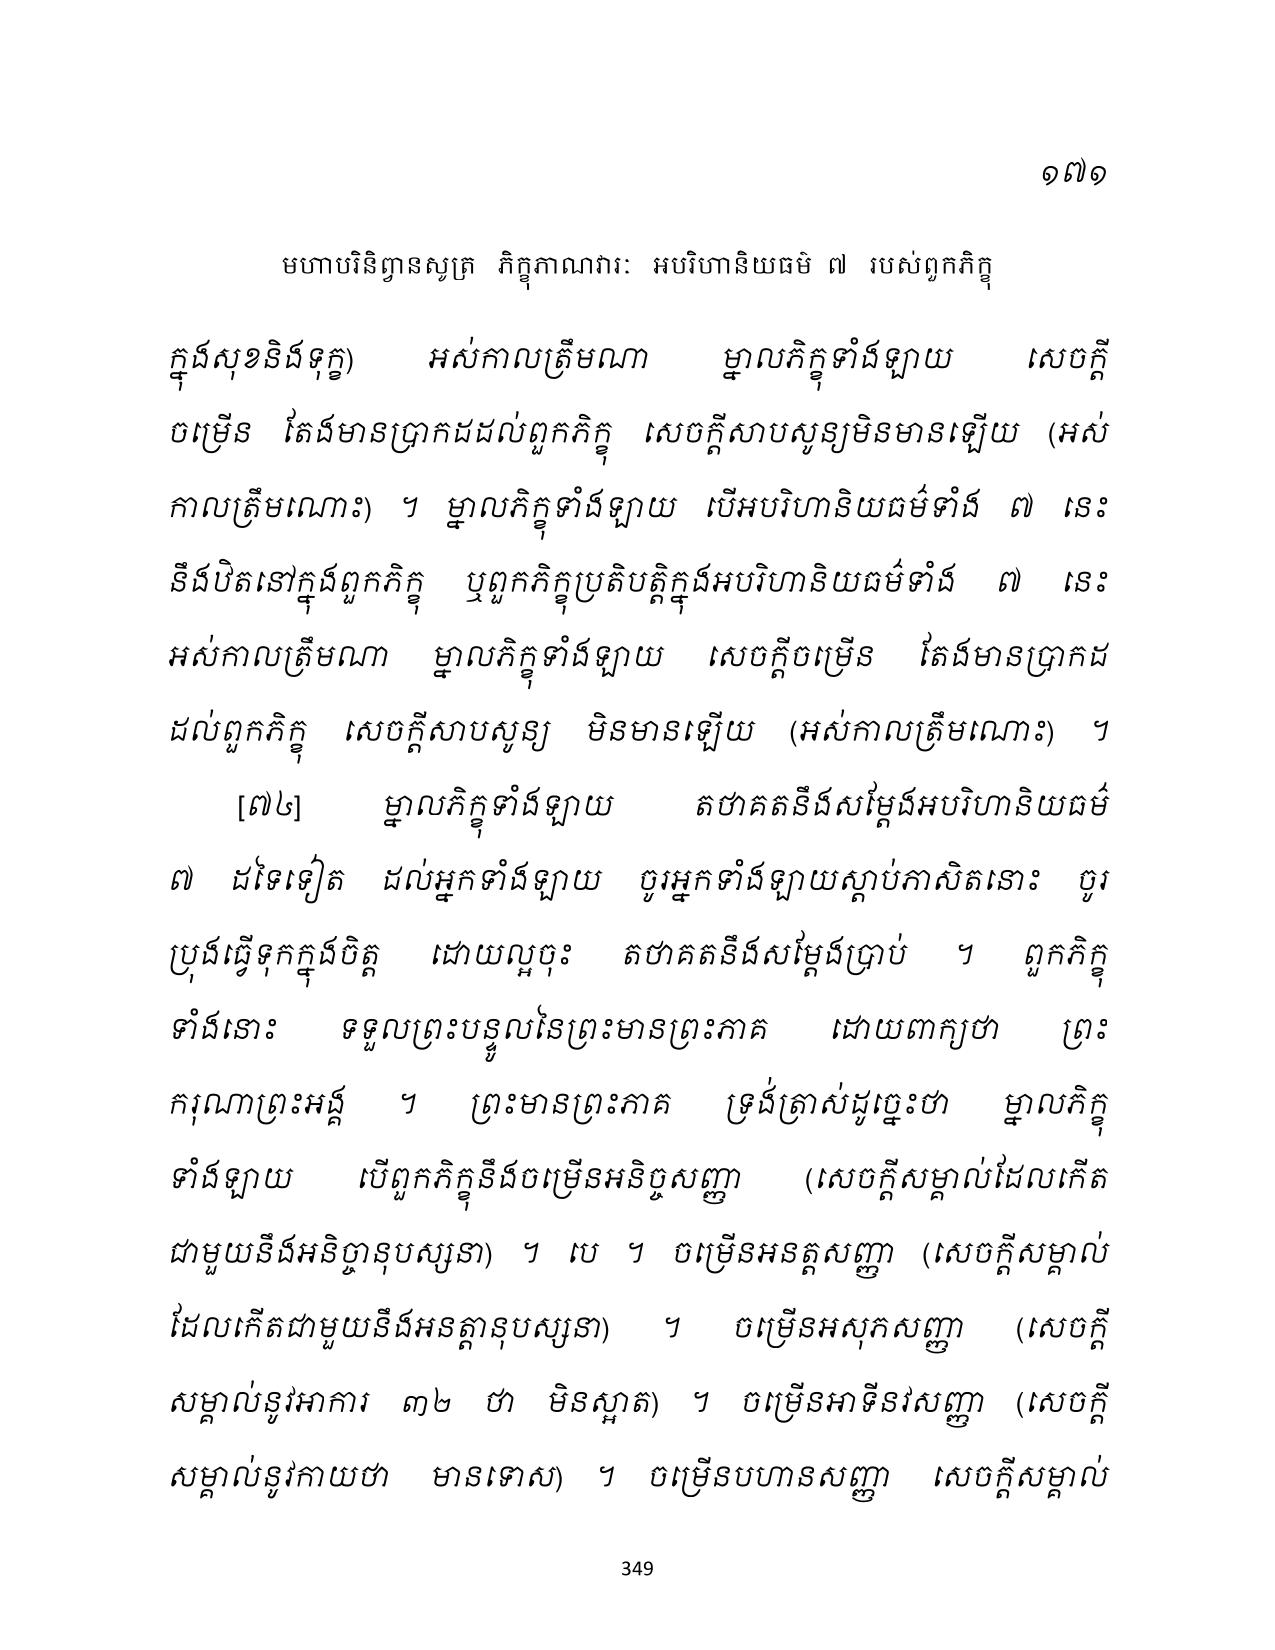 ១៧១
មហាបរិនិព្វានសូត្រ ភិក្ខុភាណវារៈ អបរិហានិយធម៌ ៧ របស់ពួកភិក្ខុ
ក្នុងសុខនិងទុក្ខ) អស់កាលត្រឹមណា ម្នាលភិក្ខុទាំងឡាយ សេចក្តី
ចម្រើន តែងមានប្រាកដដល់ពួកភិក្ខុ សេចក្តីសាបសូន្យមិនមានឡើយ (អស់
កាលត្រឹមណោះ) ។ ម្នាលភិក្ខុទាំងឡាយ បើអបរិហានិយធម៌ទាំង ៧ នេះ
នឹងឋិតនៅក្នុងពួកភិក្ខុ ឬពួកភិក្ខុប្រតិបត្តិក្នុងអបរិហានិយធម៌ទាំង ៧ នេះ
អស់កាលត្រឹមណា ម្នាលភិក្ខុទាំងឡាយ សេចក្តីចម្រើន តែងមានប្រាកដ
ដល់ពួកភិក្ខុ សេចក្តីសាបសូន្យ មិនមានឡើយ (អស់កាលត្រឹមណោះ) ។
[៧៤] ម្នាលភិក្ខុទាំងឡាយ តថាគតនឹងសម្តែងអបរិហានិយធម៌
៧ ដទៃទៀត ដល់អ្នកទាំងឡាយ ចូរអ្នកទាំងឡាយស្តាប់ភាសិតនោះ ចូរ
ប្រុងធ្វើទុកក្នុងចិត្ត ដោយល្អចុះ តថាគតនឹងសម្តែងប្រាប់ ។ ពួកភិក្ខុ
ទាំងនោះ ទទួលព្រះបន្ទូលនៃព្រះមានព្រះភាគ ដោយពាក្យថា ព្រះ
ករុណាព្រះអង្គ ។ ព្រះមានព្រះភាគ ទ្រង់ត្រាស់ដូច្នេះថា ម្នាលភិក្ខុ
ទាំងឡាយ បើពួកភិក្ខុនឹងចម្រើនអនិច្ចសញ្ញា (សេចក្តីសម្គាល់ដែលកើត
ជាមួយនឹងអនិច្ចានុបស្សនា) ។ បេ ។ ចម្រើនអនត្តសញ្ញា (សេចក្តីសម្គាល់
ដែលកើតជាមួយនឹងអនត្តានុបស្សនា) ។ ចម្រើនអសុភសញ្ញា (សេចក្តី
សម្គាល់នូវអាការ ៣២ ថា មិនស្អាត) ។ ចម្រើនអាទីនវសញ្ញា (សេចក្តី
សម្គាល់នូវកាយថា មានទោស) ។ ចម្រើនបហានសញ្ញា សេចក្តីសម្គាល់
349